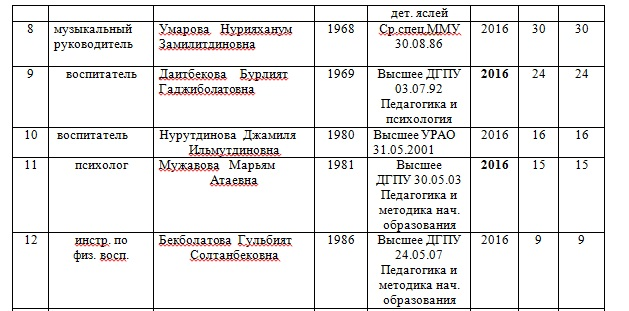 дет. яслей
8 музыкальный Умарова Нурияханум 1968 Ср.спец.ММУ 2016 30 30
руководитель Замилитдиновна 30.08.86
9 воспитатель Даитбекова Бурлият 1969 Высшее ДГПУ 2016 24 24
Гаджиболатовна 03.07.92
Педагогика и
психология
10 воспитатель Нурутдинова Джамиля 1980 Высшее УРАО 2016 16 16
Ильмутдиновна 31.05.2001
11 психолог Мужавова Марьям 1981 Высшее 2016 15 15
Атаевна ДГПУ 30.05.03
Педагогика и
методика нач.
образования
12 инстр. по Бекболатова Гульбият 1986 Высшее ДГПУ 2016 9 9
физ. восп. Солтанбековна 24.05.07
Педагогика и
методика нач.
образования